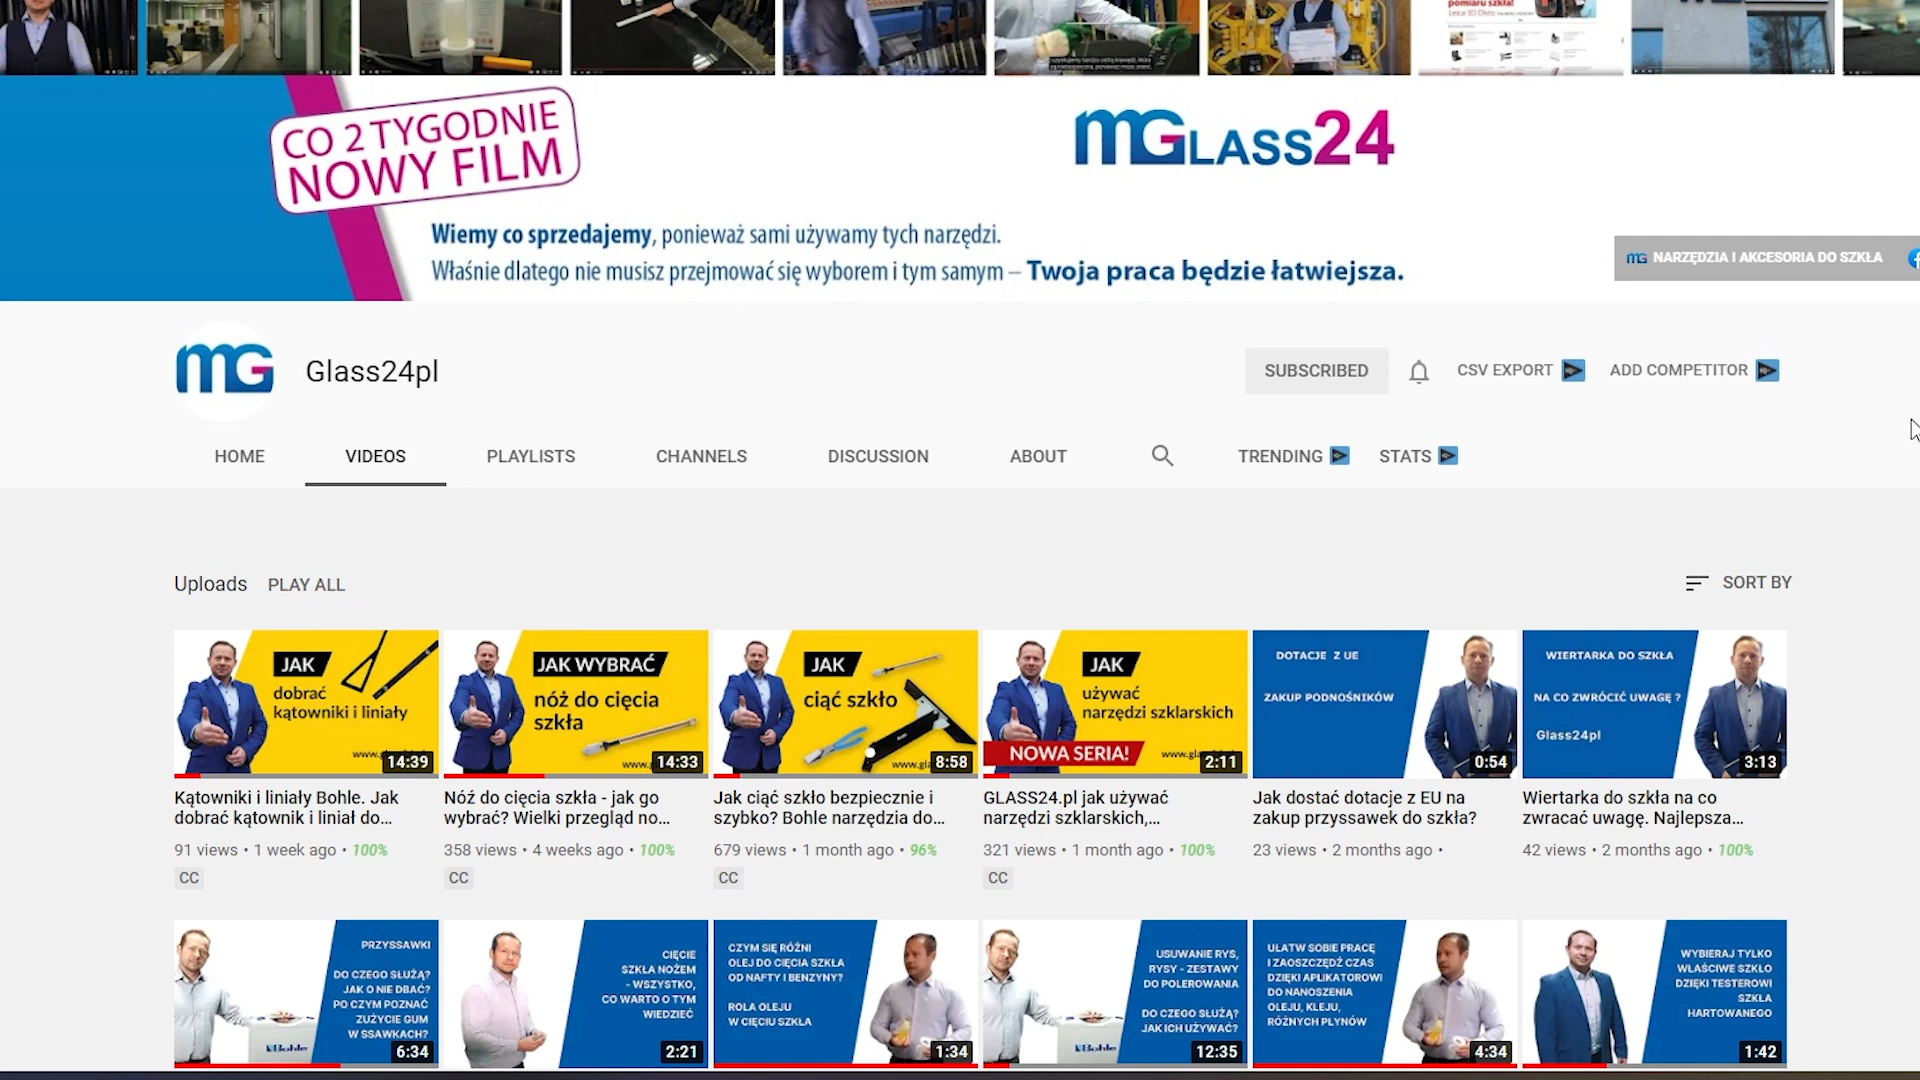 pomiaru szkła!
Leica 3D Disto
CO 2 TYGODNIE
NOWY FILM
MGLASS24
Wiemy co sprzedajemy, ponieważ sami używamy tych narzędzi.
Właśnie dlatego nie musisz przejmować się wyborem i tym samym – Twoja praca będzie łatwiejsza.
MG NARZĘDZIA I AKCESORIA DO SZKŁA
MG
Glass24pl
SUBSCRIBED
CSV EXPORT
ADD COMPETITOR
HOME
VIDEOS
PLAYLISTS
CHANNELS
DISCUSSION
ABOUT
TRENDING
STATS
Uploads
PLAY ALL
SORT BY
JAK
dobrać
kątowniki i liniały
14:39
JAK WYBRAĆ
nóż do cięcia
szkła
14:33
JAK
ciąć szkło
8:58
JAK
używać
narzędzi szklarskich
NOWA SERIA!
2:11
DOTACJE Z UE
ZAKUP PODNOŚNIKÓW
0:54
WIERTARKA DO SZKŁA
NA CO ZWRÓCIĆ UWAGĘ ?
Glass24pl
3:13
Kątowniki i liniały Bohle. Jak
dobrać kątownik i liniał do...
91 views • 1 week ago • 100%
CC
Nóż do cięcia szkła - jak go
wybrać? Wielki przegląd no...
358 views • 4 weeks ago • 100%
CC
Jak ciąć szkło bezpiecznie i
szybko? Bohle narzędzia do...
679 views • 1 month ago • 96%
CC
GLASS24.pl jak używać
narzędzi szklarskich,...
321 views • 1 month ago • 100%
CC
Jak dostać dotacje z EU na
zakup przyssawek do szkła?
23 views • 2 months ago •
Wiertarka do szkła na co
zwracać uwagę. Najlepsza...
42 views • 2 months ago • 100%
PRZYSSAWKI
DO CZEGO SŁUŻĄ?
JAK O NIE DBAĆ?
PO CZYM POZNAĆ
ZUŻYCIE GUM
W SSAWKACH?
Bohle
6:34
CIĘCIE
SZKŁA NOŻEM
- WSZYSTKO,
CO WARTO O TYM
WIEDZIEĆ
2:21
CZYM SIĘ RÓŻNI
OLEJ DO CIĘCIA SZKŁA
OD NAFTY I BENZYNY?
ROLA OLEJU
W CIĘCIU SZKŁA
1:34
USUWANIE RYS,
RYSY - ZESTAWY
DO POLEROWANIA
DO CZEGO SŁUŻĄ?
JAK ICH UŻYWAĆ?
Bohle
12:35
UŁATW SOBIE PRACĘ
I ZAOSZCZĘDŹ CZAS
DZIĘKI APLIKATOROWI
DO NANOSZENIA
OLEJU, KLEJU,
RÓŻNYCH PŁYNÓW
4:34
WYBIERAJ TYLKO
WŁAŚCIWE SZKŁO
DZIĘKI TESTEROWI
SZKŁA
HARTOWANEGO
1:42